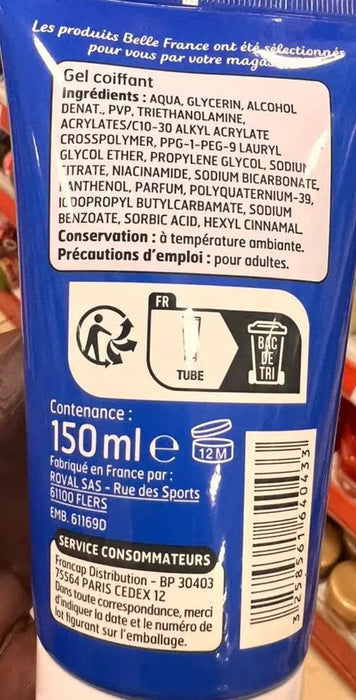 Les produits Belle France ont été sélectionnés
pour vous par votre
Gel coiffant
Ingrédients : AQUA, GLYCERIN, ALCOHOL
DENAT., PVP, TRIETHANOLAMINE,
ACRYLATES/C10-30 ALKYL ACRYLATE
CROSSPOLYMER, PPG-1-PEG-9 LAURYL
GLYCOL ETHER, PROPYLENE GLYCOL, SODIUM
CITRATE, NIACINAMIDE, SODIUM BICARBONATE,
PANTHENOL, PARFUM, POLYQUATERNIUM-39,
IODOPROPYL BUTYLCARBAMATE, SODIUM
BENZOATE, SORBIC ACID, HEXYL CINNAMAL.
Conservation : à température ambiante.
Précautions d'emploi : pour adultes.
FR
TUBE
BAC
DE
TRI
Contenance :
150 ml e
12 M
Fabriqué en France par :
ROVAL SAS - Rue des Sports
61100 FLERS
EMB. 61169D
SERVICE CONSOMMATEURS
Francap Distribution - BP 30403
75564 PARIS CEDEX 12
Dans toute correspondance, merci
d'indiquer la date et le numéro de
lot figurant sur l'emballage.
3 258561 640433